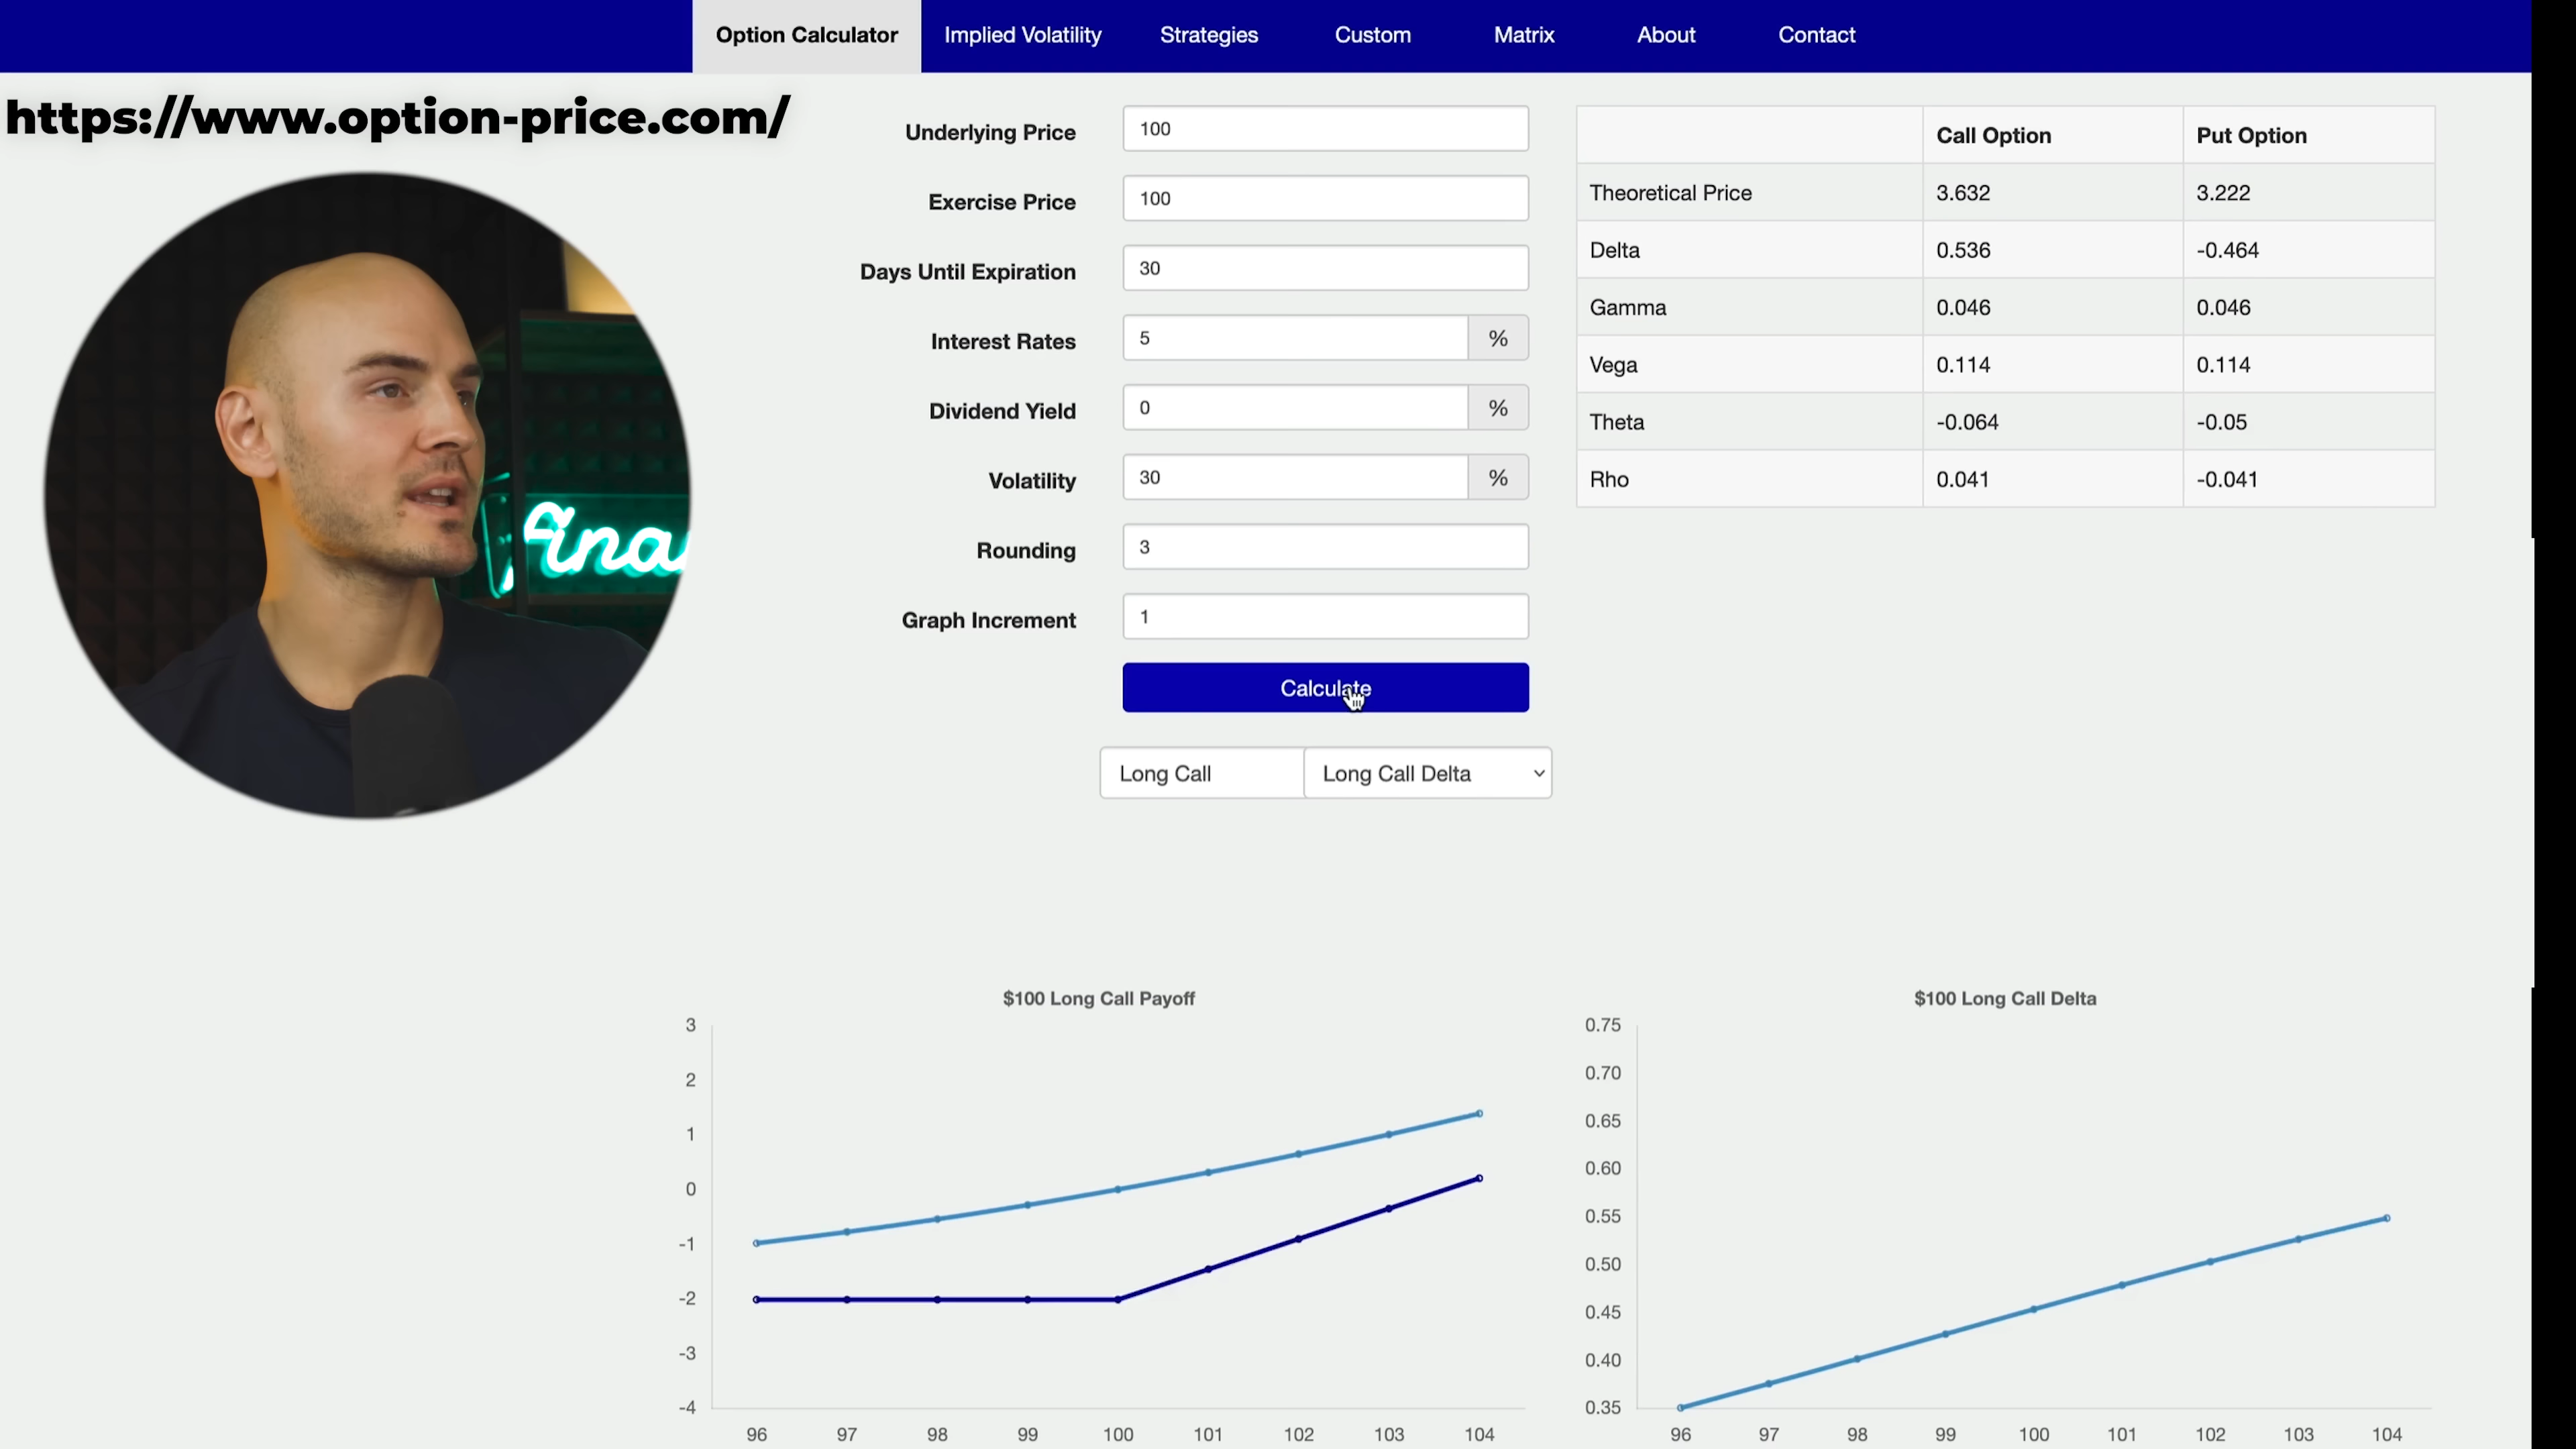 Option Calculator Implied Volatility Strategies Custom Matrix About Contact
https://www.option-price.com/
Underlying Price 100
Exercise Price 100
Days Until Expiration 30
Interest Rates 5 %
Dividend Yield 0 %
Volatility 30 %
Rounding 3
Graph Increment 1
Calculate
Long Call Long Call Delta
Call Option Put Option
Theoretical Price 3.632 3.222
Delta 0.536 -0.464
Gamma 0.046 0.046
Vega 0.114 0.114
Theta -0.064 -0.05
Rho 0.041 -0.041
$100 Long Call Payoff
3
2
1
0
-1
-2
-3
-4
96 97 98 99 100 101 102 103 104
$100 Long Call Delta
0.75
0.70
0.65
0.60
0.55
0.50
0.45
0.40
0.35
96 97 98 99 100 101 102 103 104